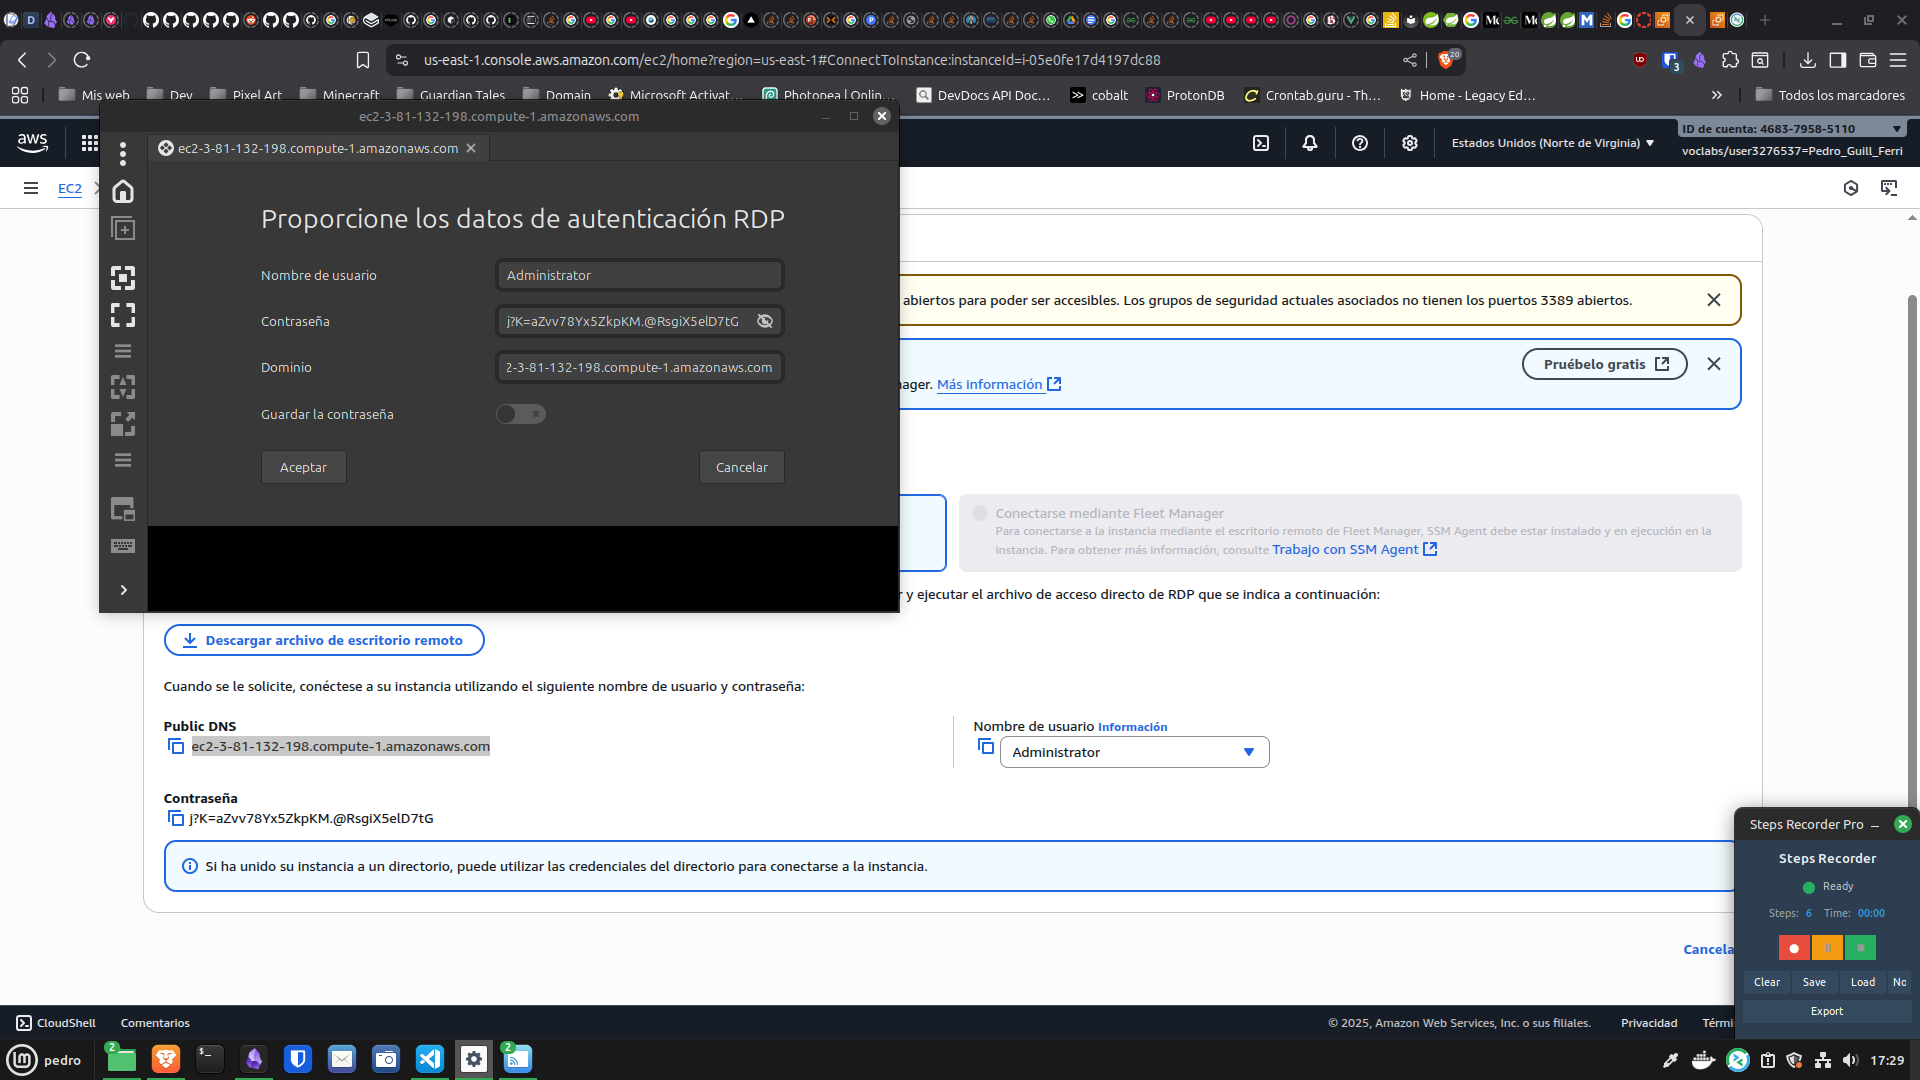 us-east-1.console.aws.amazon.com/ec2/home?region=us-east-1#ConnectToInstance:instanceId=i-05e0fe17d4197dc88
20
3
Mis web
Dev
Pixel Art
Minecraft
Guardian Tales
Domain
Microsoft Activat...
Photopea | Onlin...
DevDocs API Doc...
cobalt
ProtonDB
Crontab.guru - Th...
Home - Legacy Ed...
Todos los marcadores
aws
Estados Unidos (Norte de Virginia)
ID de cuenta: 4683-7958-5110
voclabs/user3276537=Pedro_Guill_Ferri
EC2
ec2-3-81-132-198.compute-1.amazonaws.com
ec2-3-81-132-198.compute-1.amazonaws.com
Proporcione los datos de autenticación RDP
Nombre de usuario
Administrator
Contraseña
j?K=aZvv78Yx5ZkpKM.@RsgiX5elD7tG
Dominio
2-3-81-132-198.compute-1.amazonaws.com
Guardar la contraseña
Aceptar
Cancelar
abiertos para poder ser accesibles. Los grupos de seguridad actuales asociados no tienen los puertos 3389 abiertos.
Pruébelo gratis
ager. Más información
Conectarse mediante Fleet Manager
Para conectarse a la instancia mediante el escritorio remoto de Fleet Manager, SSM Agent debe estar instalado y en ejecución en la
instancia. Para obtener más información, consulte Trabajo con SSM Agent
r y ejecutar el archivo de acceso directo de RDP que se indica a continuación:
Descargar archivo de escritorio remoto
Cuando se le solicite, conéctese a su instancia utilizando el siguiente nombre de usuario y contraseña:
Public DNS
ec2-3-81-132-198.compute-1.amazonaws.com
Nombre de usuario Información
Administrator
Contraseña
j?K=aZvv78Yx5ZkpKM.@RsgiX5elD7tG
Si ha unido su instancia a un directorio, puede utilizar las credenciales del directorio para conectarse a la instancia.
Cancela
Steps Recorder Pro
Steps Recorder
Ready
Steps: 6 Time: 00:00
Clear
Save
Load
No
Export
CloudShell
Comentarios
© 2025, Amazon Web Services, Inc. o sus filiales.
Privacidad
Térmi
pedro
2
2
17:29